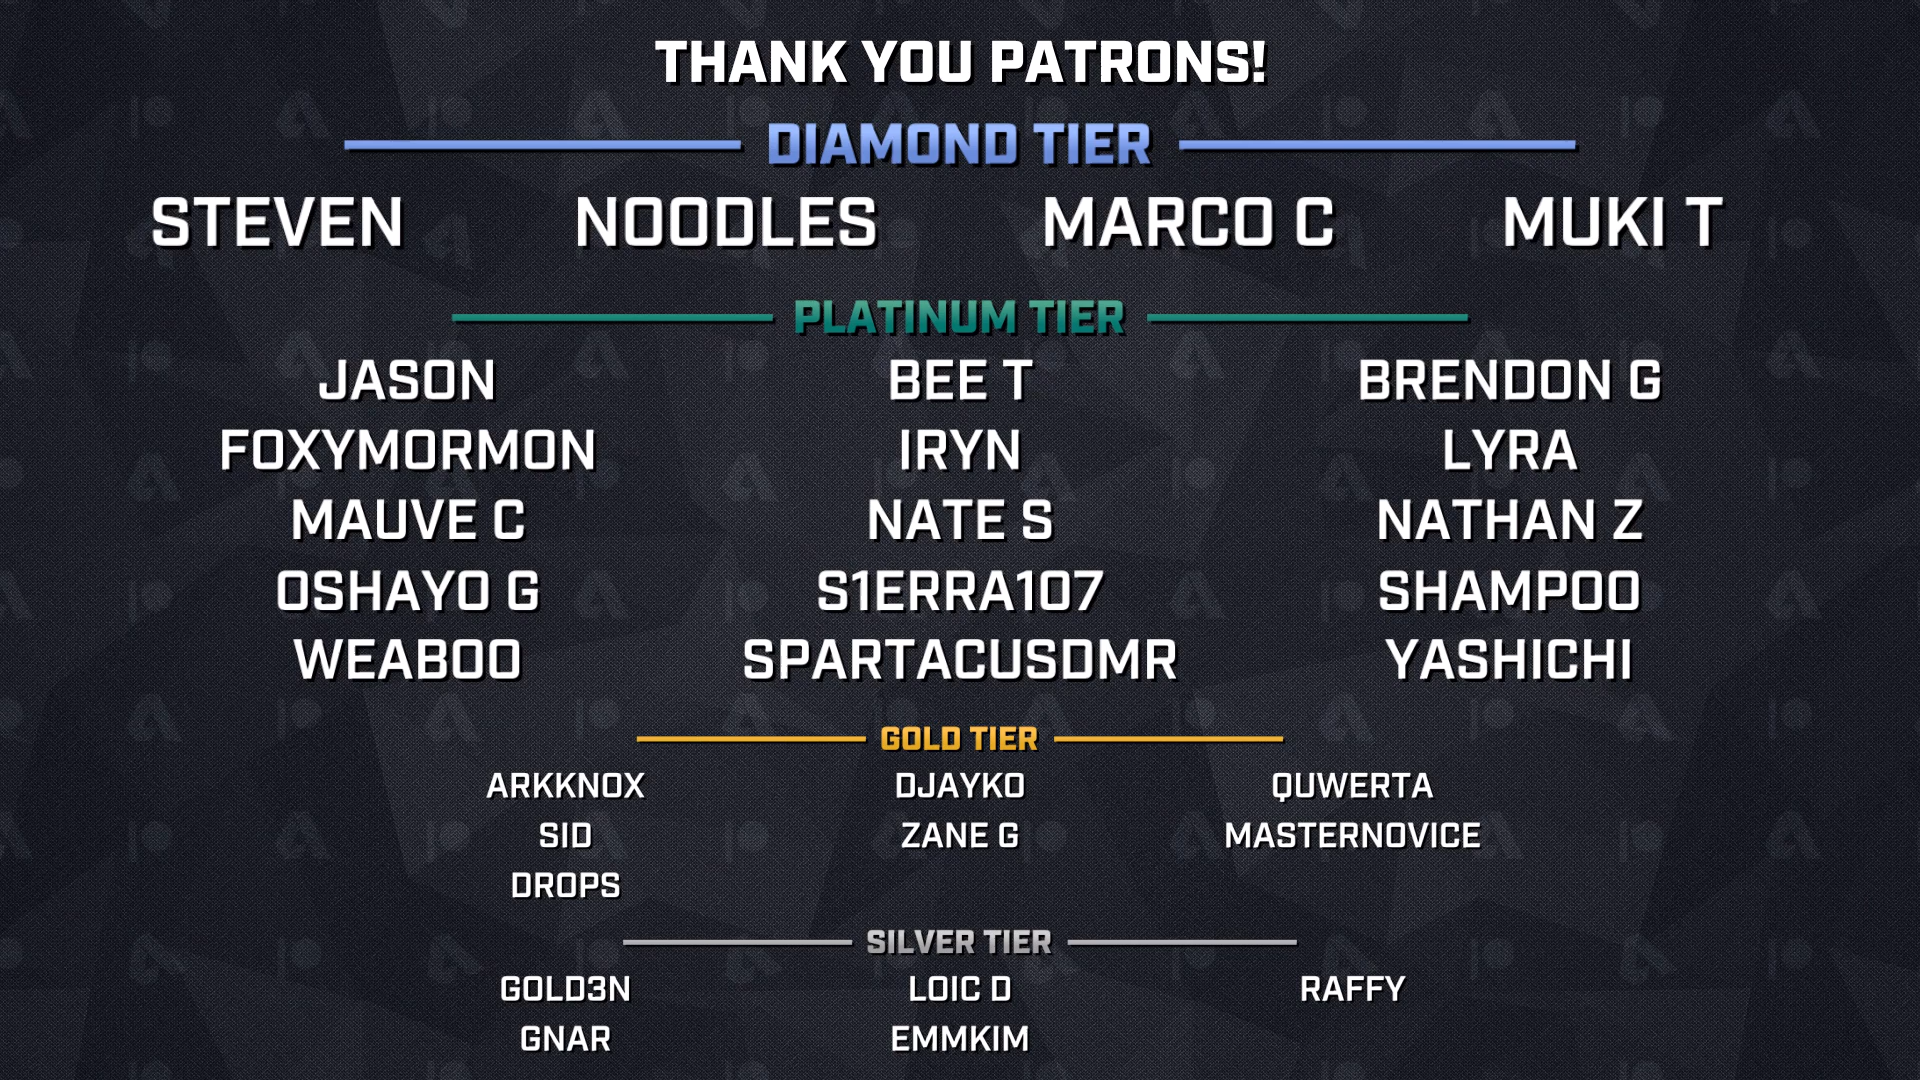 THANK YOU PATRONS!
DIAMOND TIER
STEVEN NOODLES MARCO C MUKI T
PLATINUM TIER
JASON BEE T BRENDON G
FOXYMORMON IRYN LYRA
MAUVE C NATE S NATHAN Z
OSHAYO G S1ERRA107 SHAMPOO
WEABOO SPARTACUSDMR YASHICHI
GOLD TIER
ARKKNOX DJAYKO QUWERTA
SID ZANE G MASTERNOVICE
DROPS
SILVER TIER
GOLD3N LOIC D RAFFY
GNAR EMMKIM